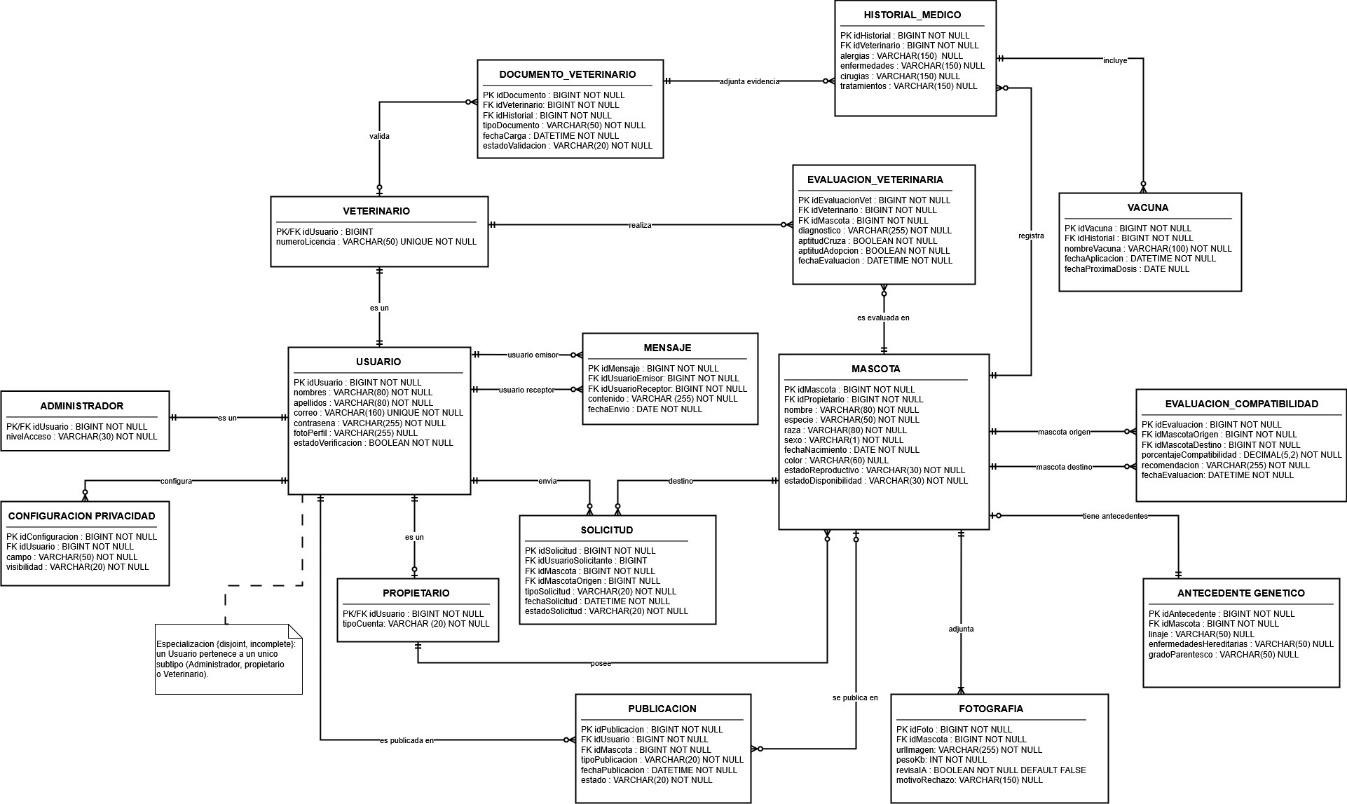 HISTORIAL_MEDICO
PK idHistorial : BIGINT NOT NULL
FK idVeterinario : BIGINT NOT NULL
alergias : VARCHAR(150) NOT NULL
enfermedades : VARCHAR(150) NULL
cirugias : VARCHAR(150) NULL
tratamientos : VARCHAR(150) NULL
incluye
DOCUMENTO_VETERINARIO
PK idDocumento : BIGINT NOT NULL
FK idVeterinario: BIGINT NOT NULL
FK idHistorial : BIGINT NOT NULL
tipoDocumento : VARCHAR(50) NOT NULL
fechaCarga : DATETIME NOT NULL
estadoValidacion : VARCHAR(20) NOT NULL
adjunta evidencia
valida
EVALUACION_VETERINARIA
PK idEvaluacionVet : BIGINT NOT NULL
FK idVeterinario : BIGINT NOT NULL
FK idMascota : BIGINT NOT NULL
diagnostico : VARCHAR(255) NOT NULL
aptitudCruza : BOOLEAN NOT NULL
aptitudAdopcion : BOOLEAN NOT NULL
fechaEvaluacion : DATETIME NOT NULL
VETERINARIO
PK/FK idUsuario : BIGINT
numeroLicencia : VARCHAR(50) UNIQUE NOT NULL
realiza
registra
VACUNA
PK idVacuna : BIGINT NOT NULL
FK idHistorial : BIGINT NOT NULL
nombreVacuna : VARCHAR(100) NOT NULL
fechaAplicacion : DATETIME NOT NULL
fechaProximaDosis : DATE NULL
es un
es evaluada en
USUARIO
PK idUsuario : BIGINT NOT NULL
nombres : VARCHAR(80) NOT NULL
apellidos : VARCHAR(80) NOT NULL
correo : VARCHAR(160) UNIQUE NOT NULL
contrasena : VARCHAR(255) NOT NULL
fotoPerfil : VARCHAR(255) NULL
estadoVerificacion : BOOLEAN NOT NULL
usuario emisor
usuario receptor
MENSAJE
PK idMensaje : BIGINT NOT NULL
FK idUsuarioEmisor: BIGINT NOT NULL
FK idUsuarioReceptor: BIGINT NOT NULL
contenido : VARCHAR (255) NOT NULL
fechaEnvio : DATE NOT NULL
MASCOTA
PK idMascota : BIGINT NOT NULL
FK idPropietario : BIGINT NOT NULL
nombre : VARCHAR(80) NOT NULL
especie : VARCHAR(50) NOT NULL
raza : VARCHAR(80) NOT NULL
sexo : VARCHAR(1) NOT NULL
fechaNacimiento : DATE NOT NULL
color : VARCHAR(60) NULL
estadoReproductivo : VARCHAR(30) NOT NULL
estadoDisponibilidad : VARCHAR(30) NOT NULL
ADMINISTRADOR
PK/FK idUsuario : BIGINT NOT NULL
nivelAcceso : VARCHAR(30) NOT NULL
es un
EVALUACION_COMPATIBILIDAD
PK idEvaluacion : BIGINT NOT NULL
FK idMascotaOrigen : BIGINT NOT NULL
FK idMascotaDestino : BIGINT NOT NULL
porcentajeCompatibilidad : DECIMAL(5,2) NOT NULL
recomendacion : VARCHAR(255) NOT NULL
fechaEvaluacion: DATETIME NOT NULL
mascota origen
mascota destino
configura
envia
destino
CONFIGURACION PRIVACIDAD
PK idConfiguracion : BIGINT NOT NULL
FK idUsuario : BIGINT NOT NULL
campo : VARCHAR(50) NOT NULL
visibilidad : VARCHAR(20) NOT NULL
SOLICITUD
PK idSolicitud : BIGINT NOT NULL
FK idUsuarioSolicitante : BIGINT
FK idMascota : BIGINT NOT NULL
FK idMascotaOrigen : BIGINT NOT NULL
tipoSolicitud : VARCHAR(20) NOT NULL
fechaSolicitud : DATETIME NOT NULL
estadoSolicitud : VARCHAR(20) NOT NULL
tiene antecedentes
es un
PROPIETARIO
PK/FK idUsuario : BIGINT NOT NULL
tipoCuenta: VARCHAR (20) NOT NULL
ANTECEDENTE GENETICO
PK idAntecedente : BIGINT NOT NULL
FK idMascota : BIGINT NOT NULL
linaje : VARCHAR(50) NULL
enfermedadesHereditarias : VARCHAR(50) NULL
gradoParentesco : VARCHAR(50) NULL
Especializacion {disjoint, incomplete}:
un Usuario pertenece a un unico
subtipo (Administrador, propietario
o Veterinario).
posee
adjunta
se publica en
es publicada en
PUBLICACION
PK idPublicacion : BIGINT NOT NULL
FK idUsuario : BIGINT NOT NULL
FK idMascota : BIGINT NOT NULL
tipoPublicacion : VARCHAR(20) NOT NULL
fechaPublicacion : DATETIME NOT NULL
estado : VARCHAR(20) NOT NULL
FOTOGRAFIA
PK idFoto : BIGINT NOT NULL
FK idMascota : BIGINT NOT NULL
urlImagen: VARCHAR(255) NOT NULL
pesoKb: INT NOT NULL
revisaIA : BOOLEAN NOT NULL DEFAULT FALSE
motivoRechazo: VARCHAR(150) NULL